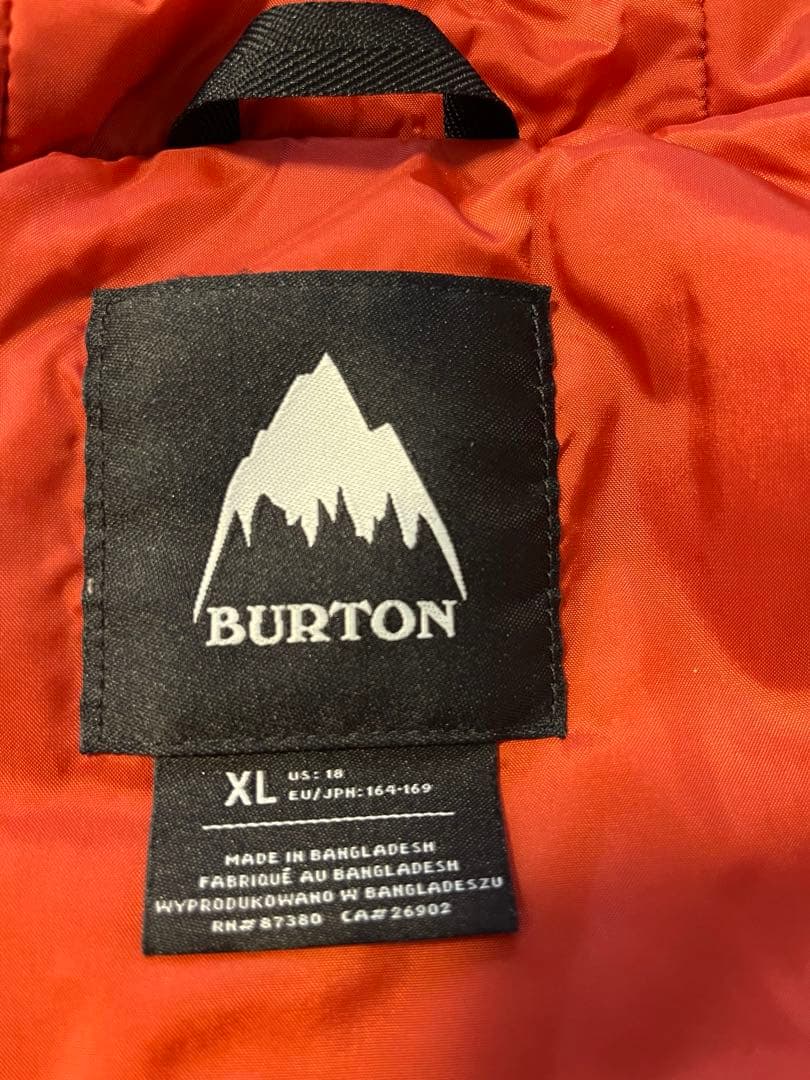 BURTON
XL US: 18
EU/JPN: 164-169
MADE IN BANGLADESH
FABRIQUÉ AU BANGLADESH
WYPRODUKOWANO W BANGLADESZU
RN# 87380 CA# 26902